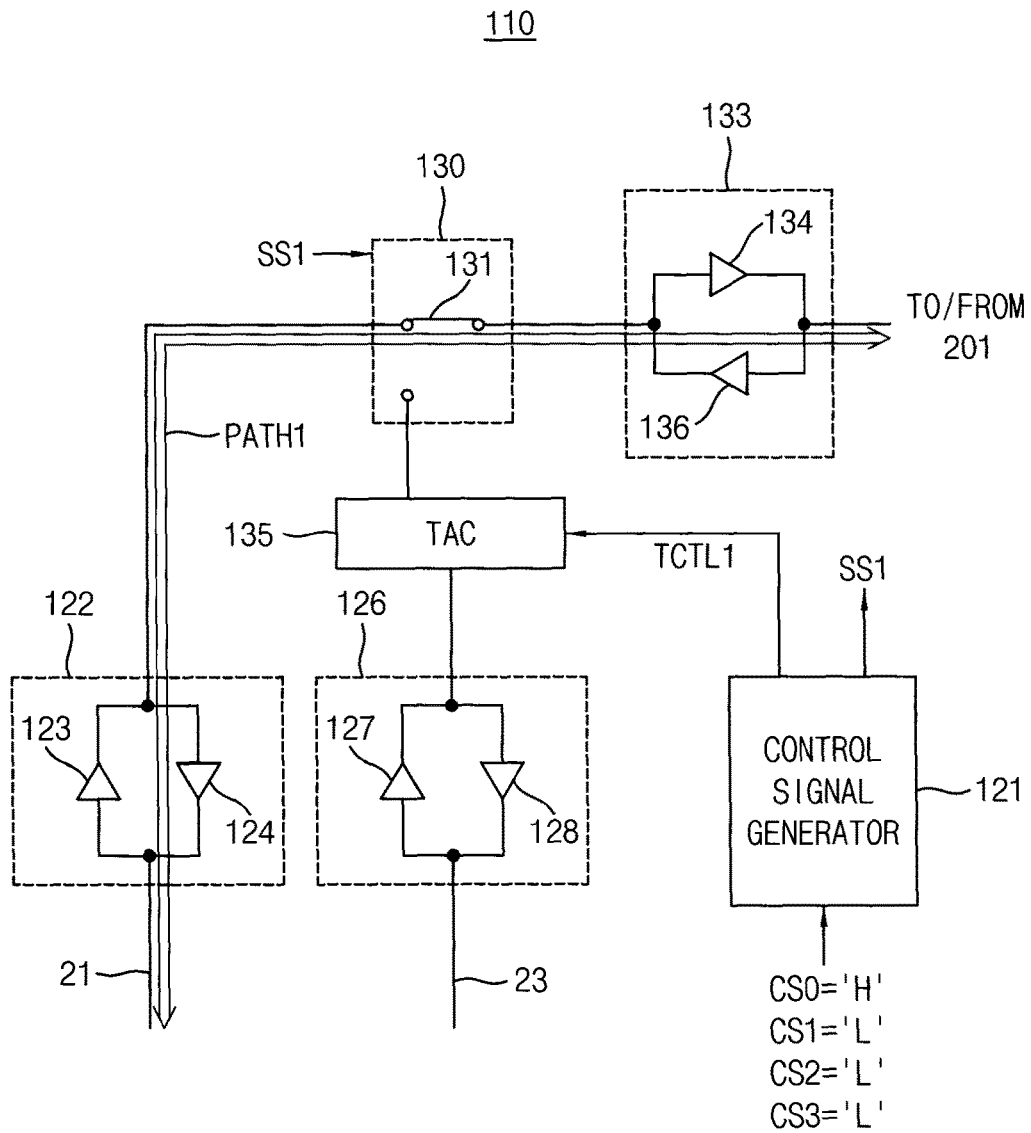 110
133
130
134
SS1
131
TO/FROM
201
136
PATH1
135
TAC
TCTL1
SS1
122
126
123
127
CONTROL
SIGNAL
GENERATOR
121
124
128
21
23
CS0='H'
CS1='L'
CS2='L'
CS3='L'